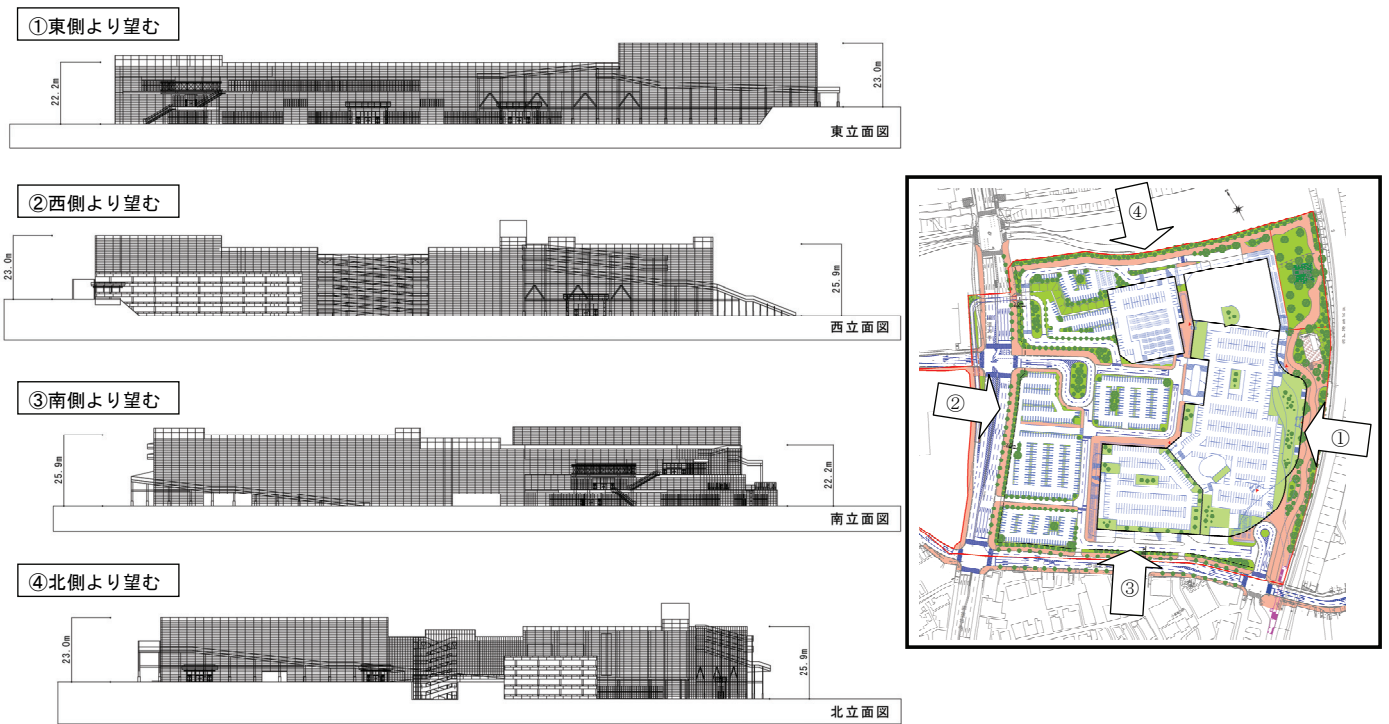 ①東側より望む
22.2m
23.0m
東立面図
②西側より望む
23.0m
25.9m
西立面図
③南側より望む
25.9m
22.2m
南立面図
④北側より望む
23.0m
25.9m
北立面図
④
②
①
③